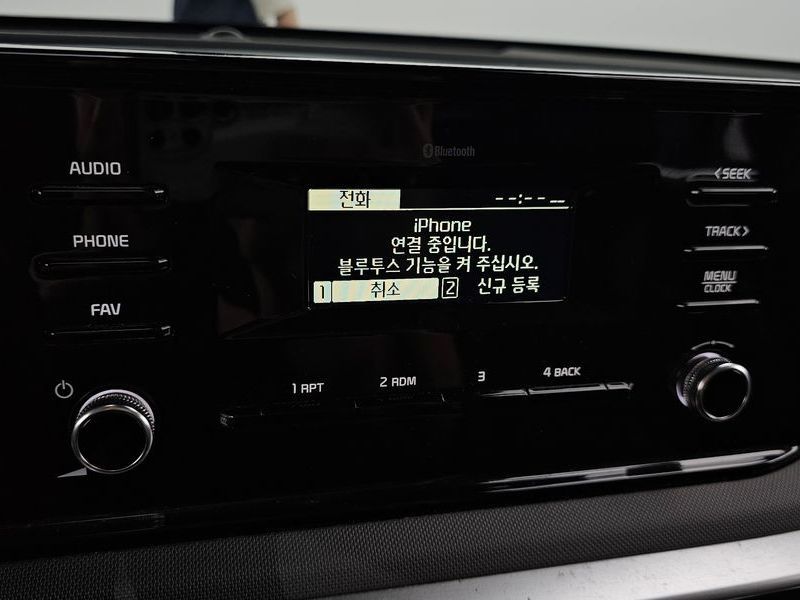 Bluetooth
AUDIO
PHONE
FAV
전화 --:--
iPhone
연결 중입니다.
블루투스 기능을 켜 주십시오.
1 취소 2 신규 등록
<SEEK
TRACK>
MENU
CLOCK
1 RPT 2 RDM 3 4 BACK